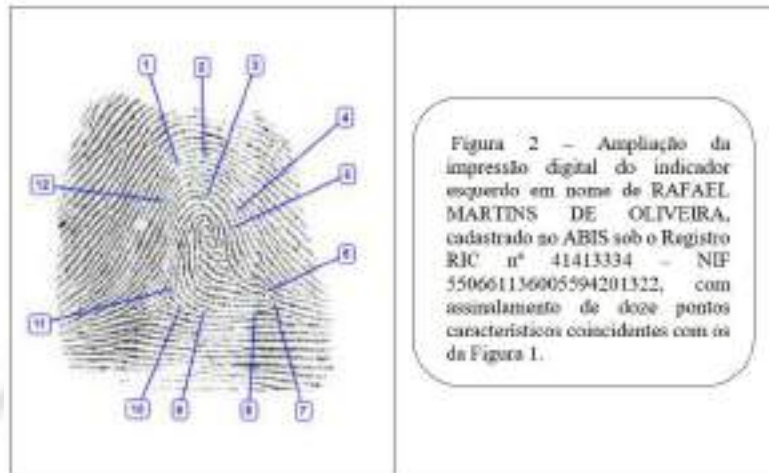 1 2 3
4
5
12
6
11
10 9 8 7
Figura 2 – Ampliação da
impressão digital do indicador
esquerdo em nome de RAFAEL
MARTINS DE OLIVEIRA,
cadastrado no ABIS sob o Registro
RIC nº 41413334 – NIF
550661136005594201322, com
assinalamento de doze pontos
característicos coincidentes com os
da Figura 1.